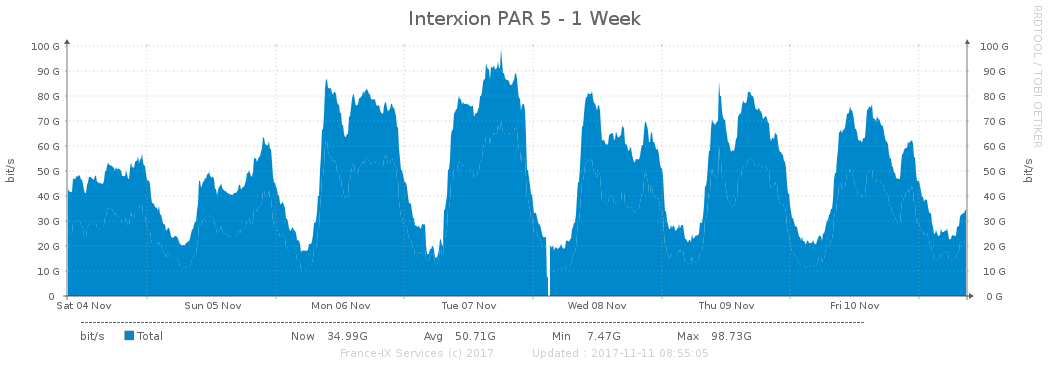 Interxion PAR 5 - 1 Week
RRDTOOL / TOBI OETIKER
bit/s
100 G 100 G
90 G 90 G
80 G 80 G
70 G 70 G
60 G 60 G
50 G 50 G
40 G 40 G
30 G 30 G
20 G 20 G
10 G 10 G
0 0 G
bit/s
Sat 04 Nov Sun 05 Nov Mon 06 Nov Tue 07 Nov Wed 08 Nov Thu 09 Nov Fri 10 Nov
bit/s Total Now 34.99G Avg 50.71G Min 7.47G Max 98.73G
France-IX Services (c) 2017 Updated : 2017-11-11 08:55:05